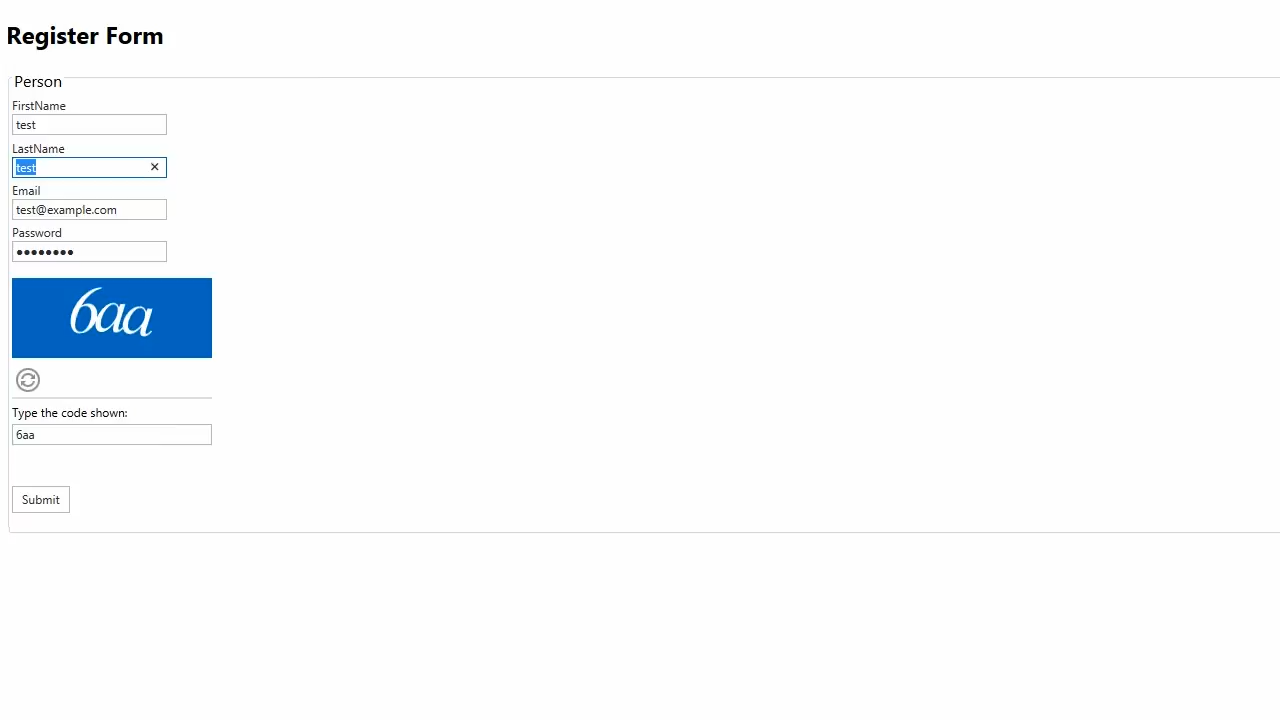 Register Form
Person
FirstName
test
LastName
test
Email
test@example.com
Password
••••••••
6aa
Type the code shown:
6aa
Submit